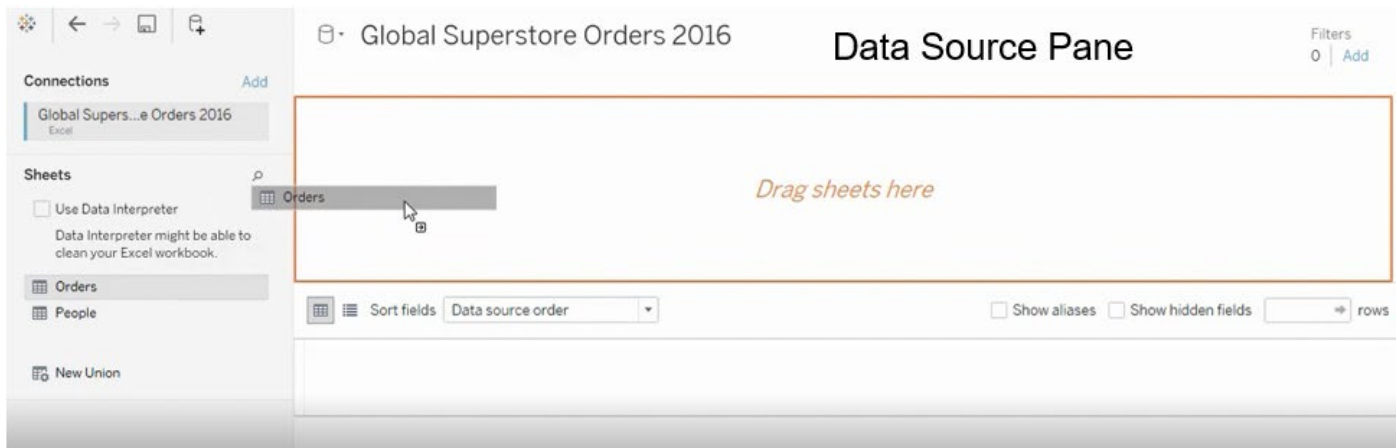 Global Superstore Orders 2016
Data Source Pane
Filters
0 | Add
Connections
Add
Global Supers...e Orders 2016
Excel
Sheets
Orders
Use Data Interpreter
Data Interpreter might be able to
clean your Excel workbook.
Orders
People
New Union
Drag sheets here
Sort fields
Data source order
Show aliases
Show hidden fields
rows